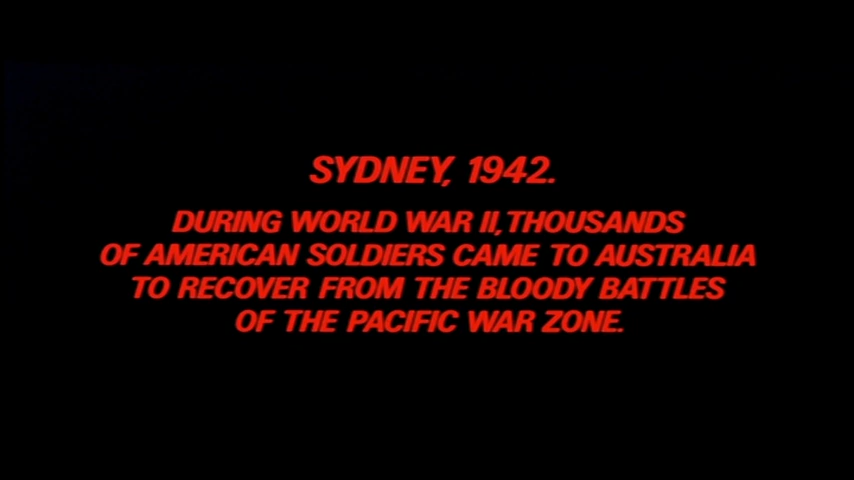 SYDNEY, 1942.
DURING WORLD WAR II, THOUSANDS
OF AMERICAN SOLDIERS CAME TO AUSTRALIA
TO RECOVER FROM THE BLOODY BATTLES
OF THE PACIFIC WAR ZONE.